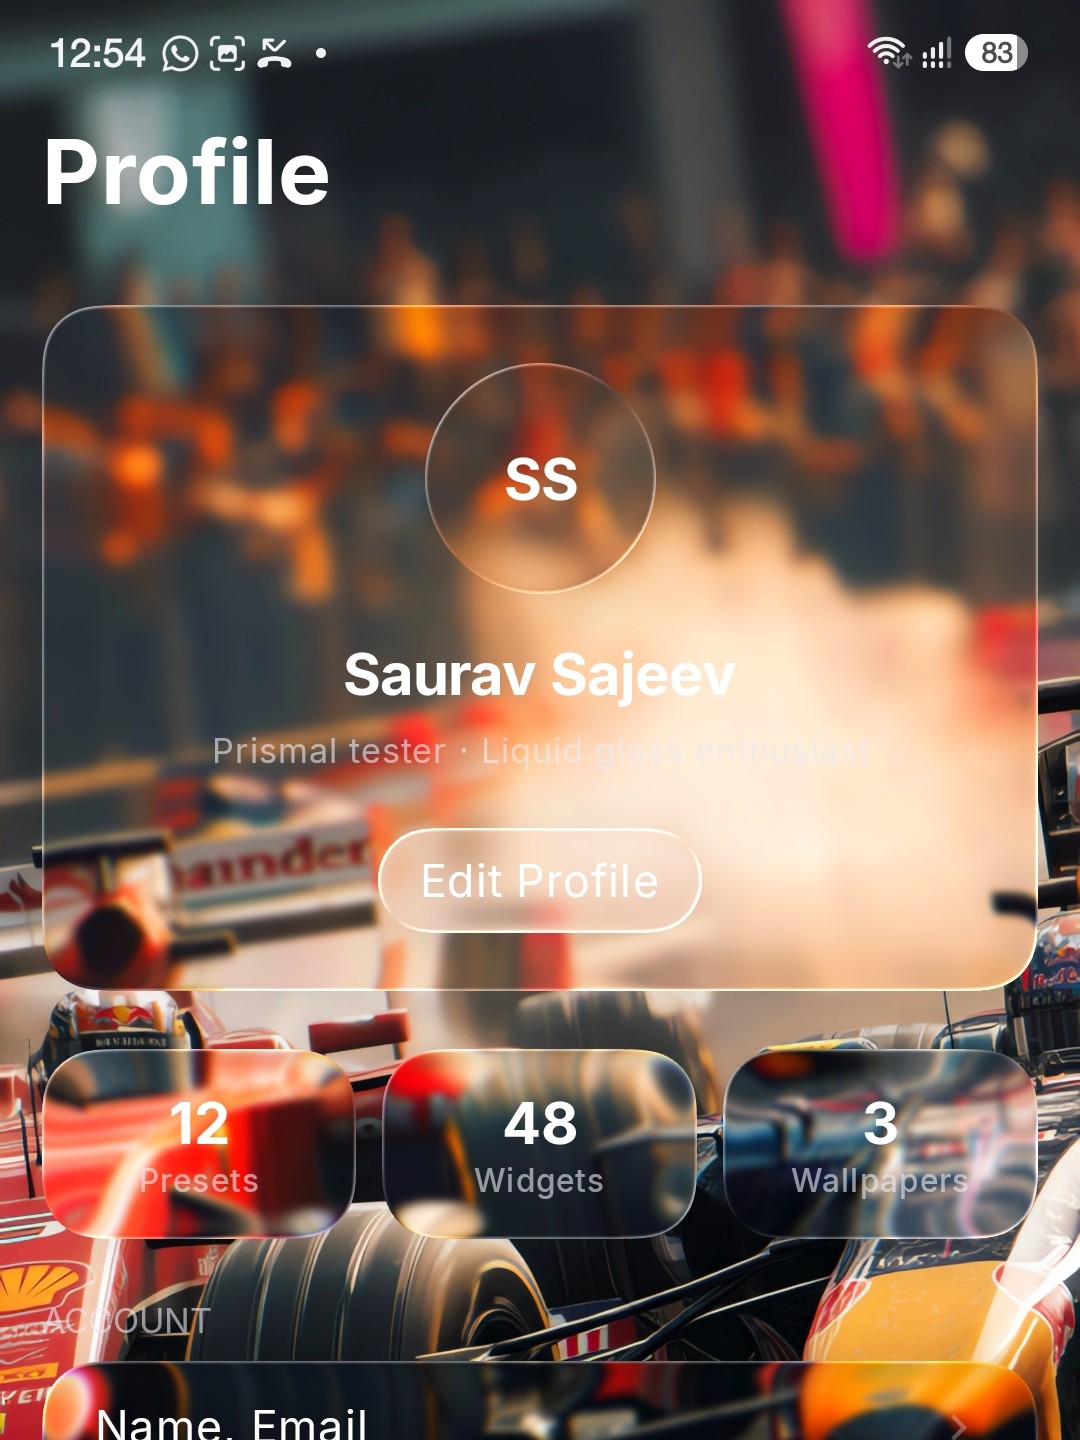 12:54
83
Profile
SS
Saurav Sajeev
Prismal tester · Liquid glass enthusiast
Edit Profile
12
48
3
Presets
Widgets
Wallpapers
ACCOUNT
Name, Email